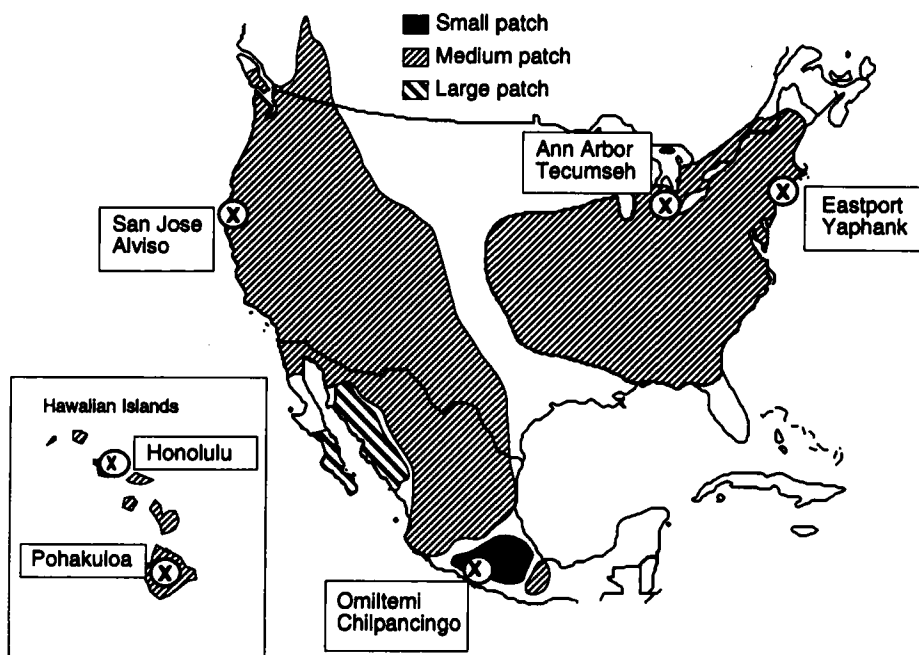 Small patch
Medium patch
Large patch
Ann Arbor
Tecumseh
San Jose
Alviso
Eastport
Yaphank
Hawaiian Islands
Honolulu
Pohakuloa
Omiltemi
Chilpancingo
X
X
X
X
X
X